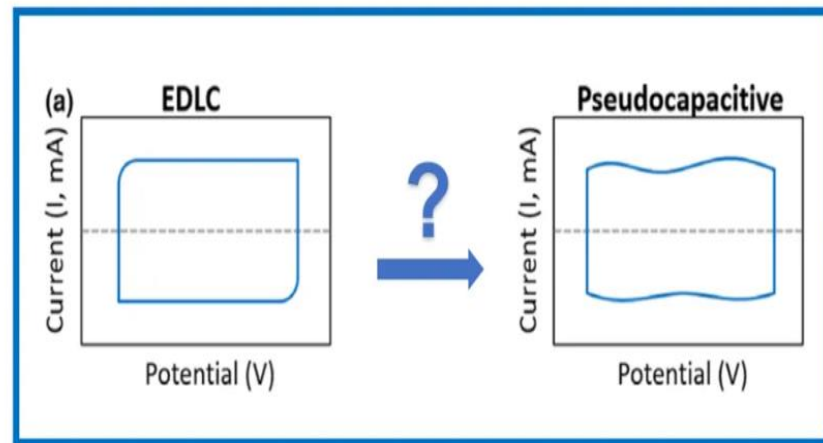 (a)
EDLC
Current (I, mA)
Potential (V)
?
Pseudocapacitive
Current (I, mA)
Potential (V)